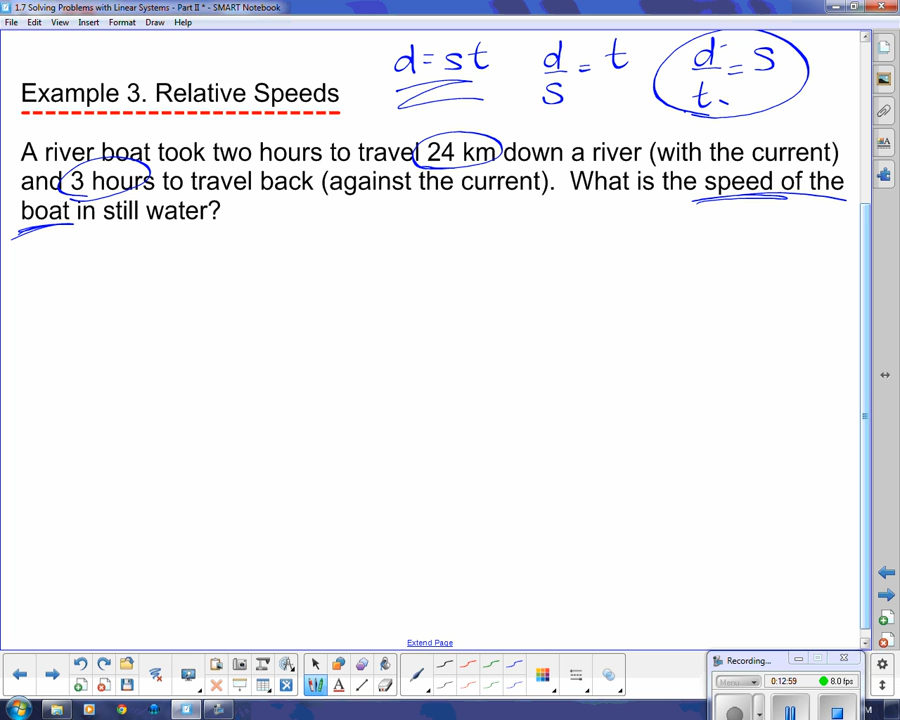 1.7 Solving Problems with Linear Systems - Part II * - SMART Notebook
File Edit View Insert Format Draw Help
d = st d/s = t d/t = s
Example 3. Relative Speeds
A river boat took two hours to travel 24 km down a river (with the current)
and 3 hours to travel back (against the current). What is the speed of the
boat in still water?
Extend Page
Recording...
Menu...
0:12:59
8.0 fps